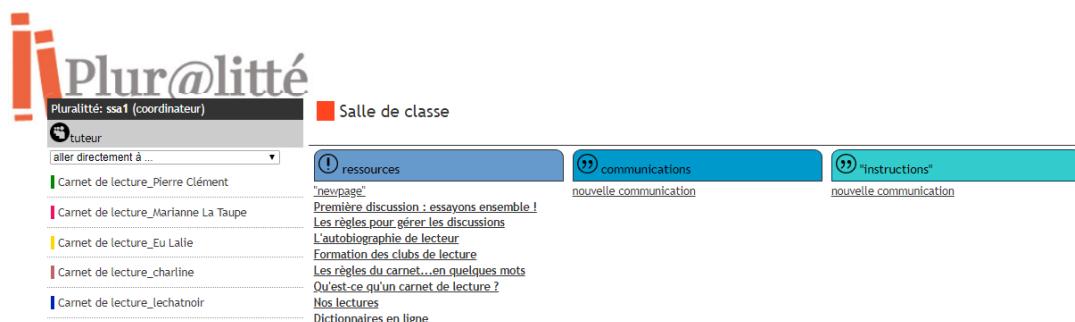 Plur@litté
Pluralitté: ssa1 (coordinateur)
tuteur
aller directement à ...
Carnet de lecture_Pierre Clément
Carnet de lecture_Marianne La Taupe
Carnet de lecture_Eu Lalie
Carnet de lecture_charline
Carnet de lecture_lechatnoir
Salle de classe
ressources
"newpage"
Première discussion : essayons ensemble !
Les règles pour gérer les discussions
L'autobiographie de lecteur
Formation des clubs de lecture
Les règles du carnet...en quelques mots
Qu'est-ce qu'un carnet de lecture ?
Nos lectures
Dictionnaires en ligne
communications
nouvelle communication
"instructions"
nouvelle communication